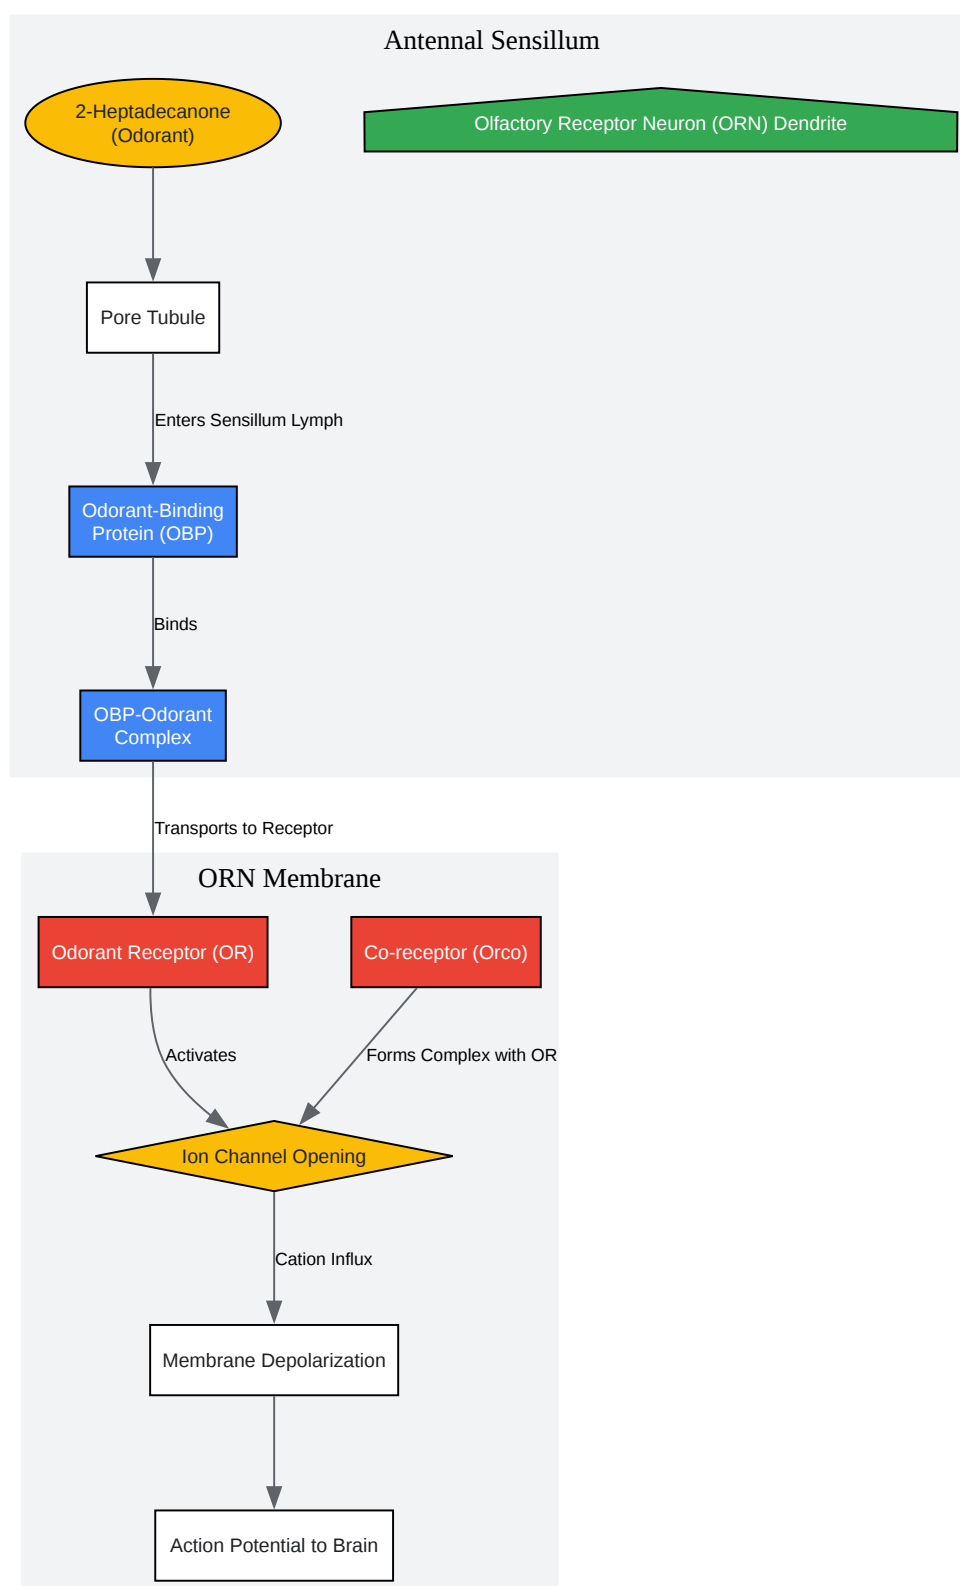 Antennal Sensillum
2-Heptadecanone
(Odorant)
Olfactory Receptor Neuron (ORN) Dendrite
Pore Tubule
Enters Sensillum Lymph
Odorant-Binding
Protein (OBP)
Binds
OBP-Odorant
Complex
Transports to Receptor
ORN Membrane
Odorant Receptor (OR)
Co-receptor (Orco)
Activates
Forms Complex with OR
Ion Channel Opening
Cation Influx
Membrane Depolarization
Action Potential to Brain